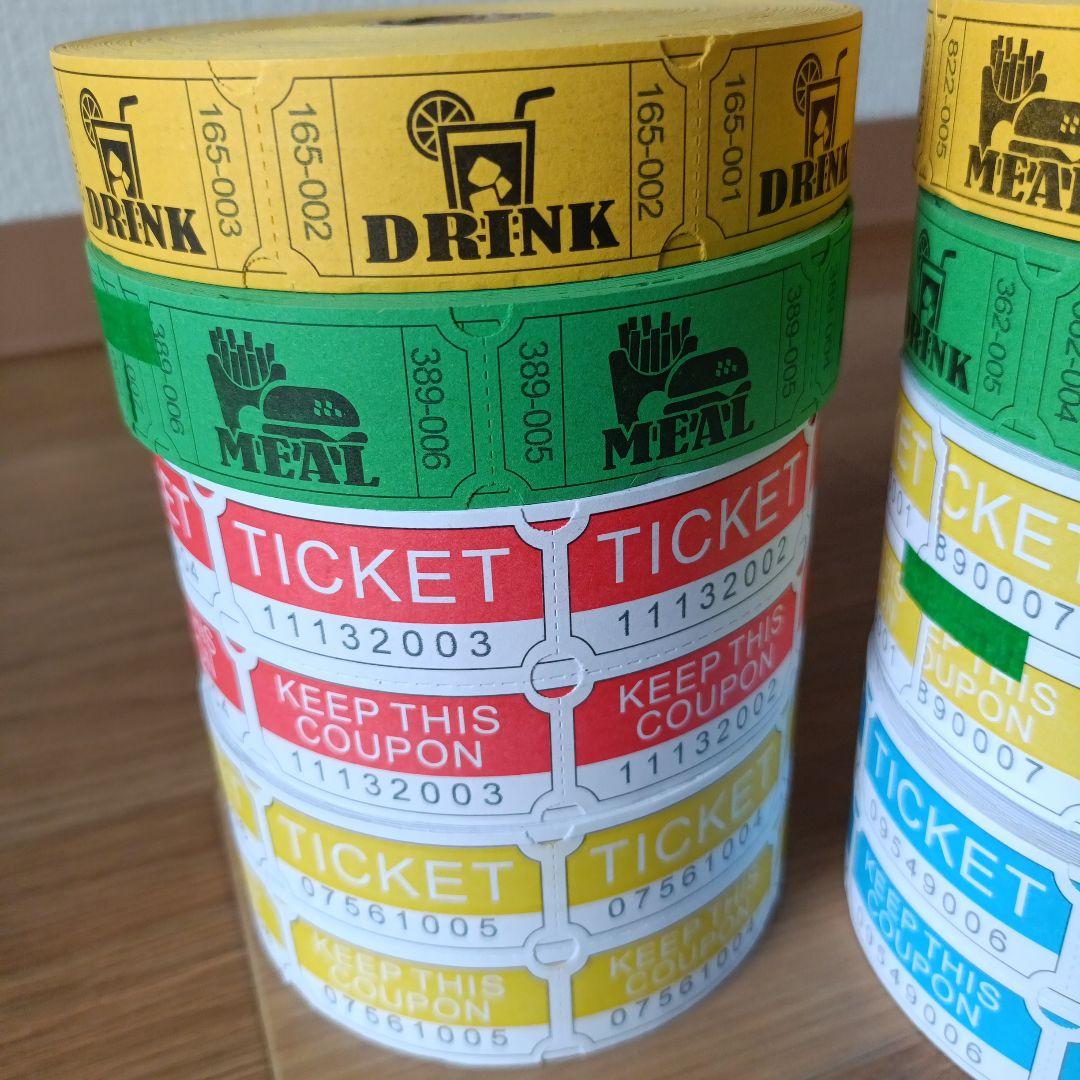 DRINK
165-003
165-002
DRINK
165-002
165-001
DRINK
389-006
MEAL
389-006
389-005
MEAL
389-005
TICKET
11132003
TICKET
11132002
KEEP THIS
COUPON
11132003
KEEP THIS
COUPON
11132002
TICKET
07561005
TICKET
07561004
KEEP THIS
COUPON
07561005
KEEP THIS
COUPON
07561004
822-005
MEAL
362-005
TICKET
B90007
B90007
TICKET
09549006
KEEP THIS
COUPON
09549006